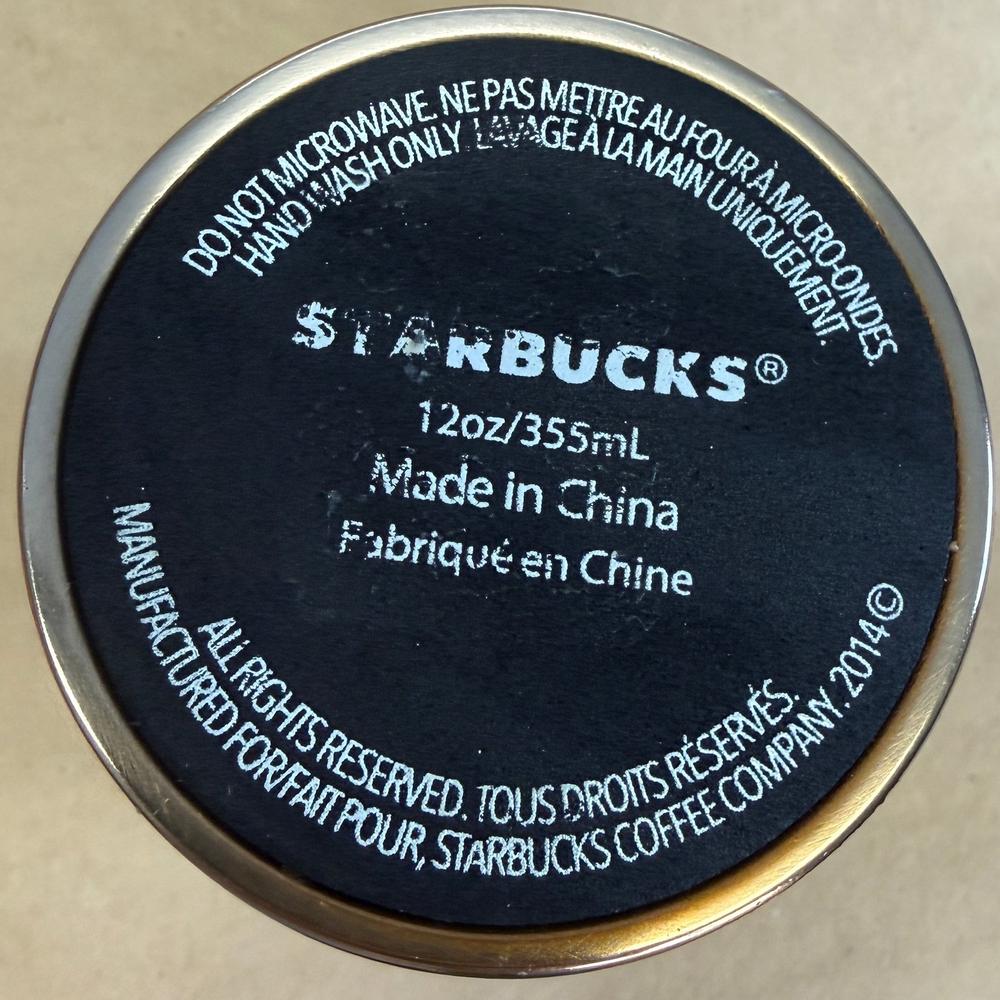 DO NOT MICROWAVE. NE PAS METTRE AU FOUR À MICRO-ONDES.
HAND WASH ONLY. LAVAGE À LA MAIN UNIQUEMENT.
STARBUCKS®
12oz/355mL
Made in China
Fabriqué en Chine
ALL RIGHTS RESERVED. TOUS DROITS RÉSERVÉS.
MANUFACTURED FOR/FAIT POUR, STARBUCKS COFFEE COMPANY. 2014©